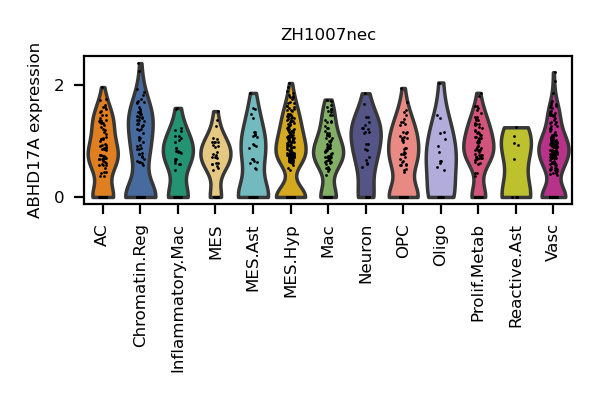 ZH1007nec
ABHD17A expression
2
0
AC
Chromatin.Reg
Inflammatory.Mac
MES
MES.Ast
MES.Hyp
Mac
Neuron
OPC
Oligo
Prolif.Metab
Reactive.Ast
Vasc